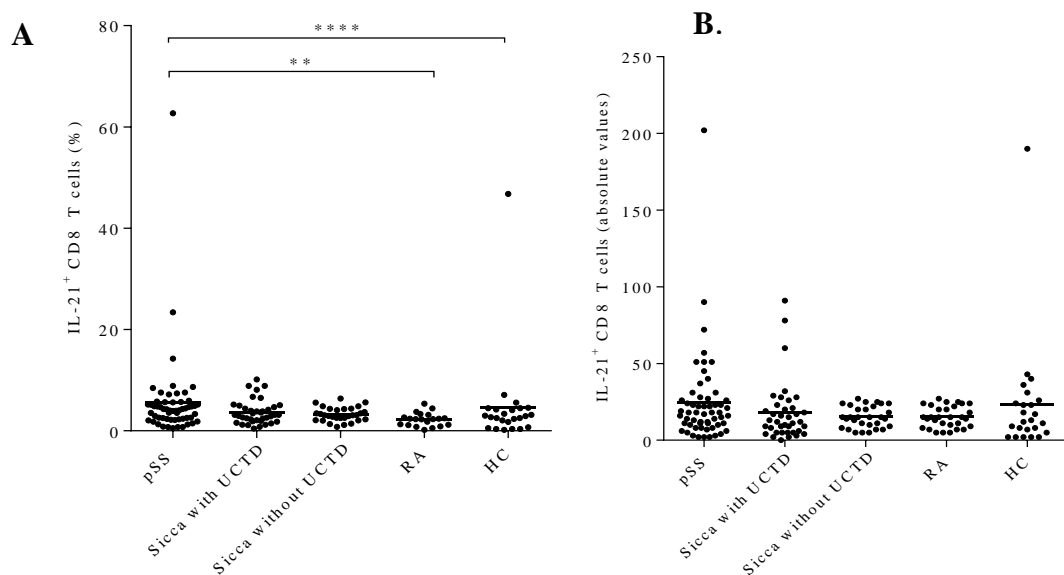 A
B.
IL-21+ CD8 T cells (%)
80
60
40
20
0
****
**
pSS
Sicca with UCTD
Sicca without UCTD
RA
HC
IL-21+ CD8 T cells (absolute values)
250
200
150
100
50
0
pSS
Sicca with UCTD
Sicca without UCTD
RA
HC